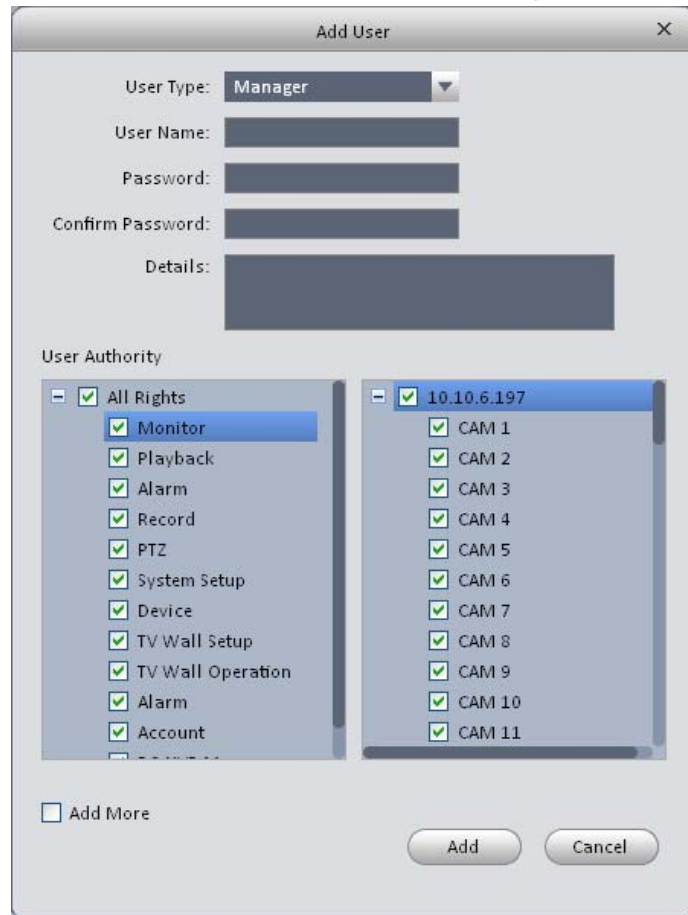 Add User
User Type: Manager
User Name:
Password:
Confirm Password:
Details:
User Authority
All Rights
Monitor
Playback
Alarm
Record
PTZ
System Setup
Device
TV Wall Setup
TV Wall Operation
Alarm
Account
10.10.6.197
CAM 1
CAM 2
CAM 3
CAM 4
CAM 5
CAM 6
CAM 7
CAM 8
CAM 9
CAM 10
CAM 11
Add More
Add
Cancel